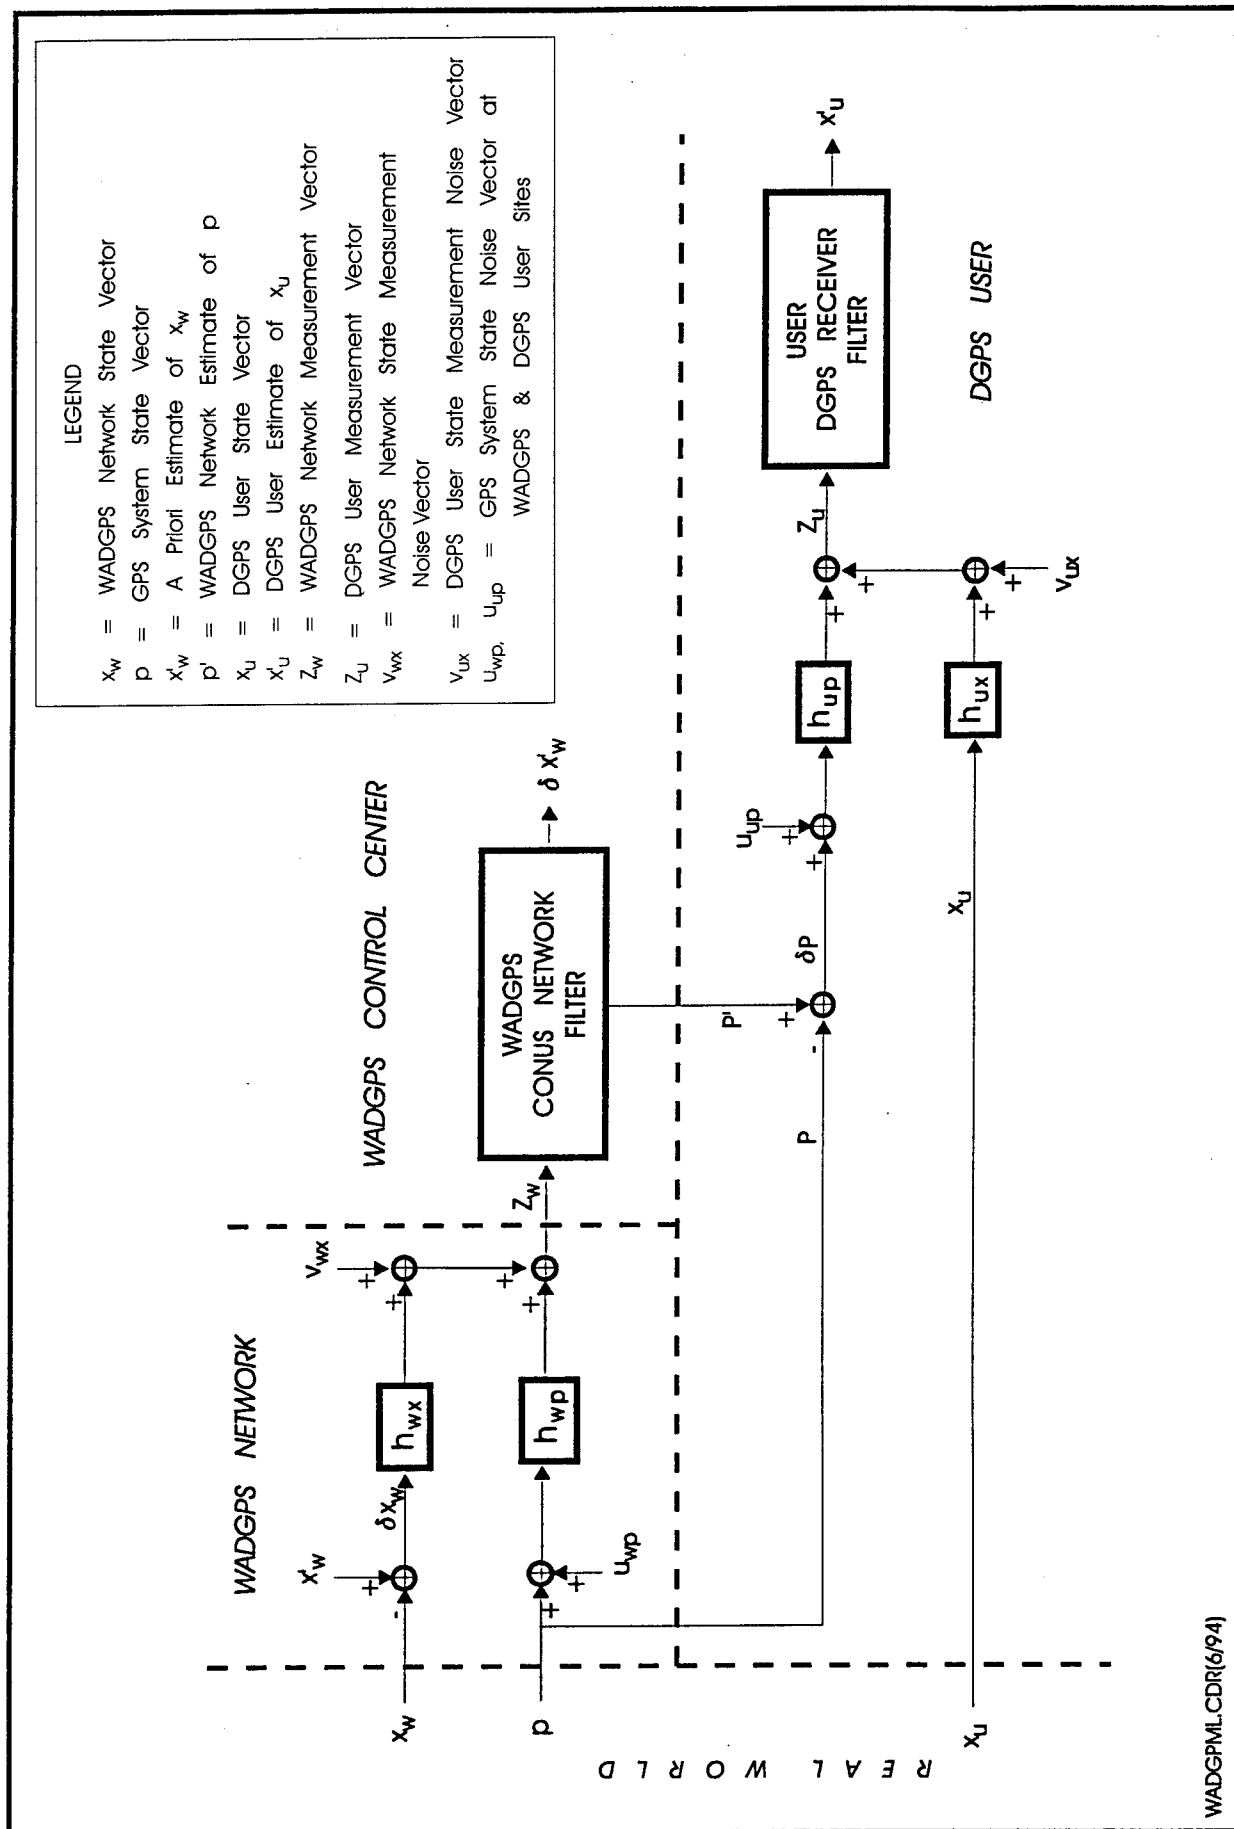 LEGEND
x_w = WADGPS Network State Vector
p = GPS System State Vector
x'_w = A Priori Estimate of x_w
p' = WADGPS Network Estimate of p
x_u = DGPS User State Vector
x'_u = DGPS User Estimate of x_u
Z_w = WADGPS Network Measurement Vector
Z_u = DGPS User Measurement Vector
v_wx = WADGPS Network State Measurement
Noise Vector
v_ux = DGPS User State Measurement Noise Vector
u_wp, u_up = GPS System State Noise Vector at
WADGPS & DGPS User Sites
WADGPS NETWORK
WADGPS CONTROL CENTER
x_w
-
x'_w
+
δx_w
h_wx
+
v_wx
+
p
+
u_wp
+
h_wp
+
+
Z_w
WADGPS
CONUS NETWORK
FILTER
δx'_w
P
-
P'
+
δP
+
u_up
+
h_up
+
+
Z_u
USER
DGPS RECEIVER
FILTER
x'_u
x_u
x_u
h_ux
+
v_ux
+
DGPS USER
REAL WORLD
WADGPML.CDR(6/94)